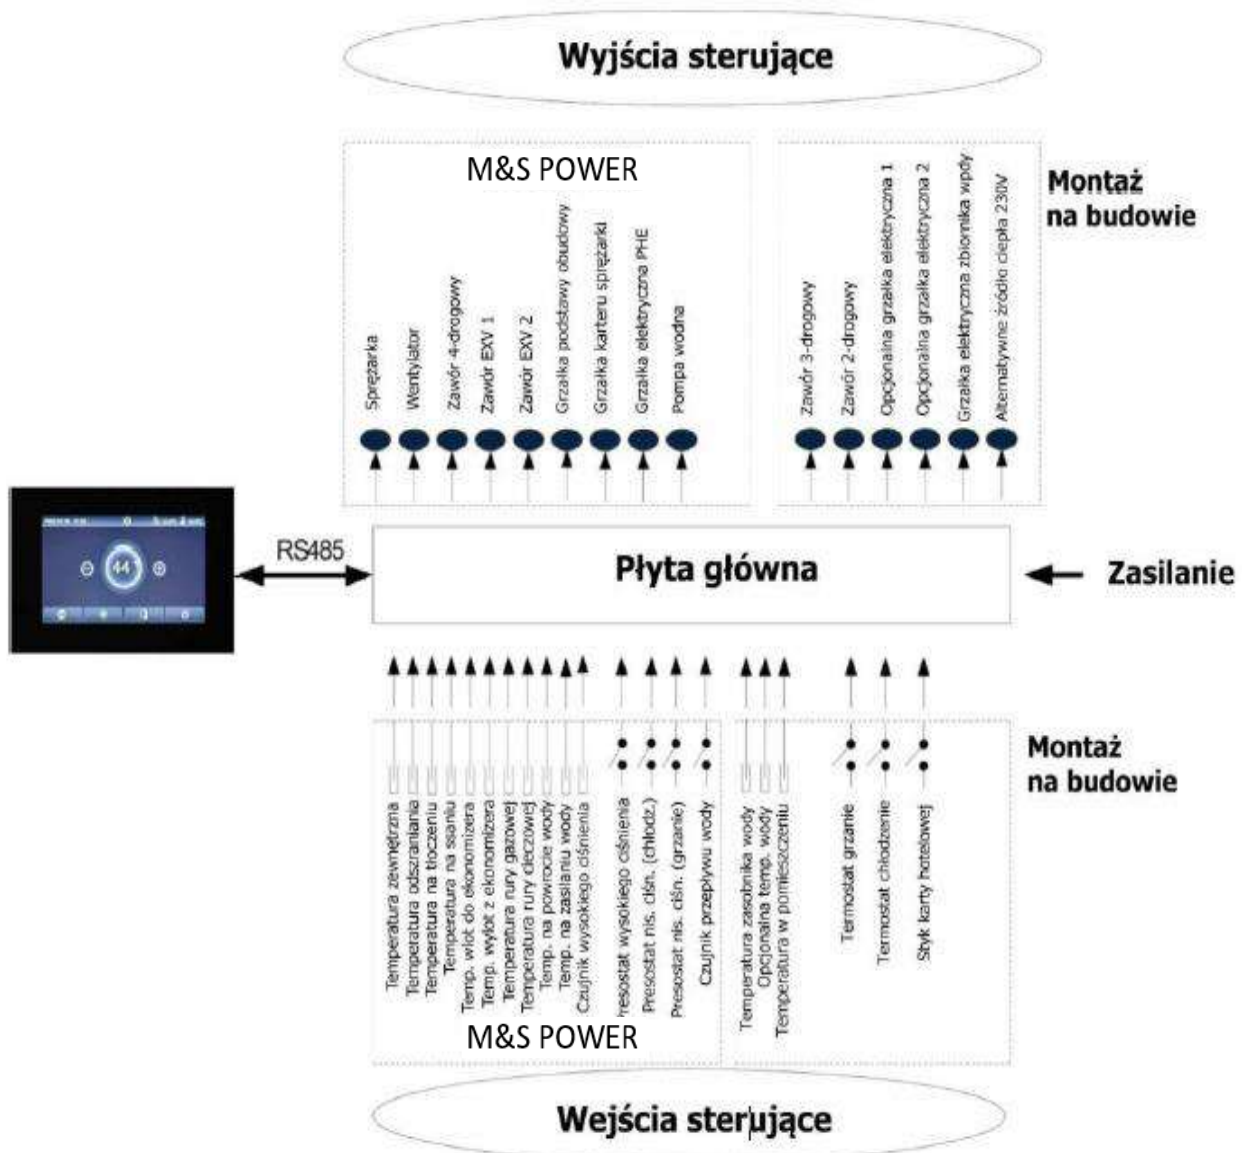 Wyjścia sterujące
M&S POWER
Sprężarka
Wentylator
Zawór 4-drogowy
Zawór EXV 1
Zawór EXV 2
Grzałka podstawy obudowy
Grzałka karteru sprężarki
Grzałka elektryczna PHE
Pompa wodna
Zawór 3-drogowy
Zawór 2-drogowy
Opcjonalna grzałka elektryczna 1
Opcjonalna grzałka elektryczna 2
Grzałka elektryczna zbiornika wpdy
Alternatywne źródło ciepła 230V
Montaż
na budowie
44
RS485
Płyta główna
Zasilanie
Temperatura zewnętrzna
Temperatura odszraniania
Temperatura na tłoczeniu
Temperatura na ssaniu
Temp. wlot do ekonomizera
Temp. wylot z ekonomizera
Temperatura rury gazowej
Temperatura rury cieczowej
Temp. na powrocie wody
Temp. na zasilaniu wody
Czujnik wysokiego ciśnienia
Presostat wysokiego ciśnienia
Presostat nis. ciśn. (chłodz.)
Presostat nis. ciśn. (grzanie)
Czujnik przepływu wody
M&S POWER
Temperatura zasobnika wody
Opcjonalna temp. wody
Temperatura w pomieszczeniu
Termostat grzanie
Termostat chłodzenie
Styk karty hotelowej
Montaż
na budowie
Wejścia sterujące